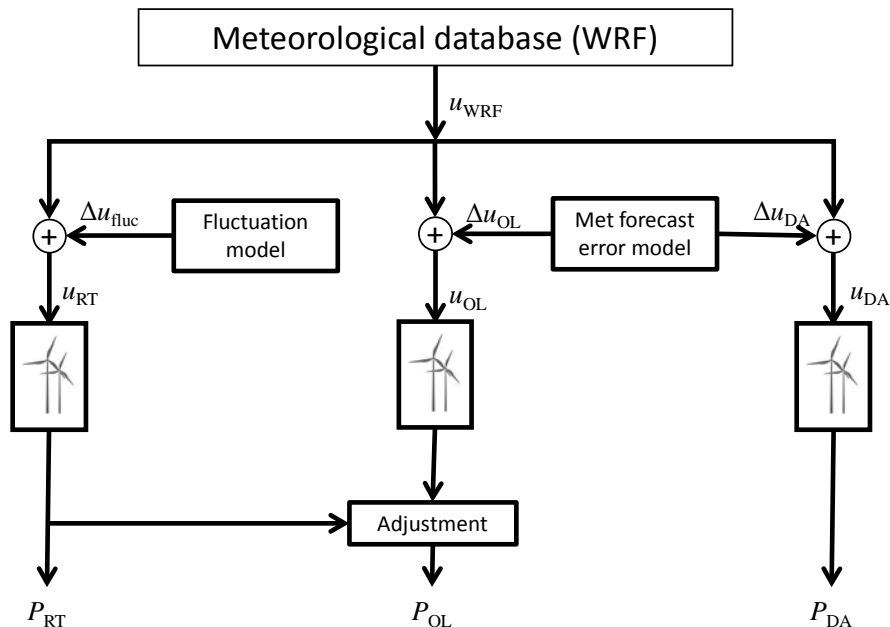 Meteorological database (WRF)
u_WRF
Δu_fluc
Fluctuation
model
Δu_OL
Met forecast
error model
Δu_DA
+
+
+
u_RT
u_OL
u_DA
Adjustment
P_RT
P_OL
P_DA